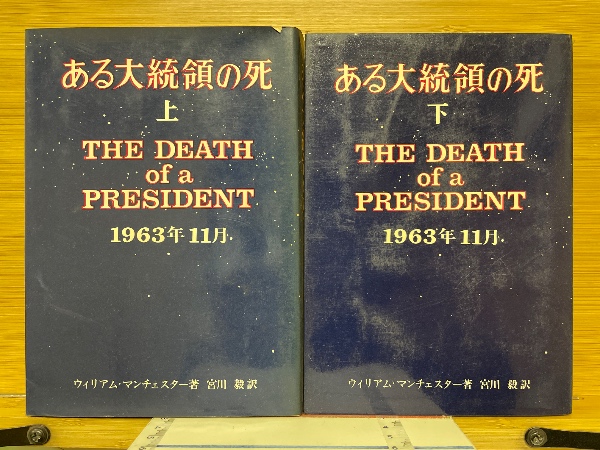 ある大統領の死
上
THE DEATH
of a
PRESIDENT
1963年11月
ウィリアム・マンチェスター著 宮川 毅訳
ある大統領の死
下
THE DEATH
of a
PRESIDENT
1963年11月
ウィリアム・マンチェスター著 宮川 毅訳